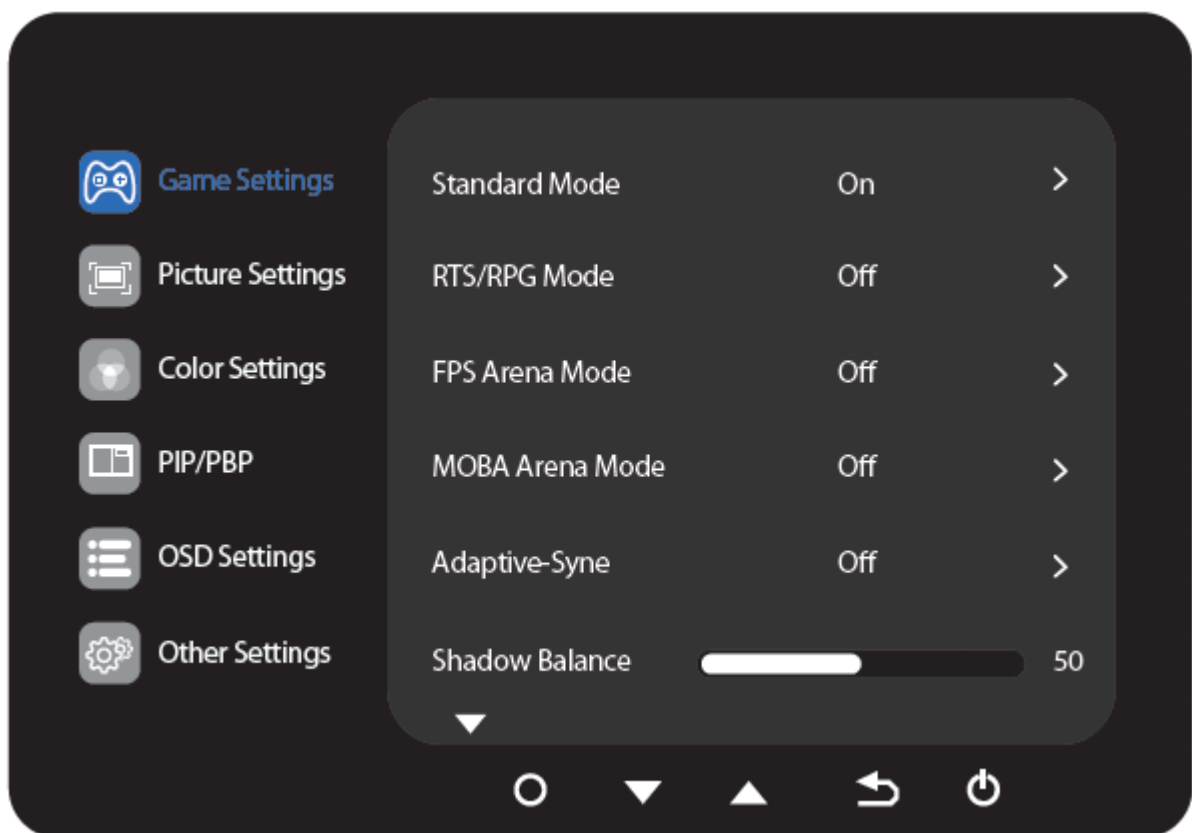 Game Settings
Standard Mode On
Picture Settings
RTS/RPG Mode Off
Color Settings
FPS Arena Mode Off
PIP/PBP
MOBA Arena Mode Off
OSD Settings
Adaptive-Syne Off
Other Settings
Shadow Balance 50